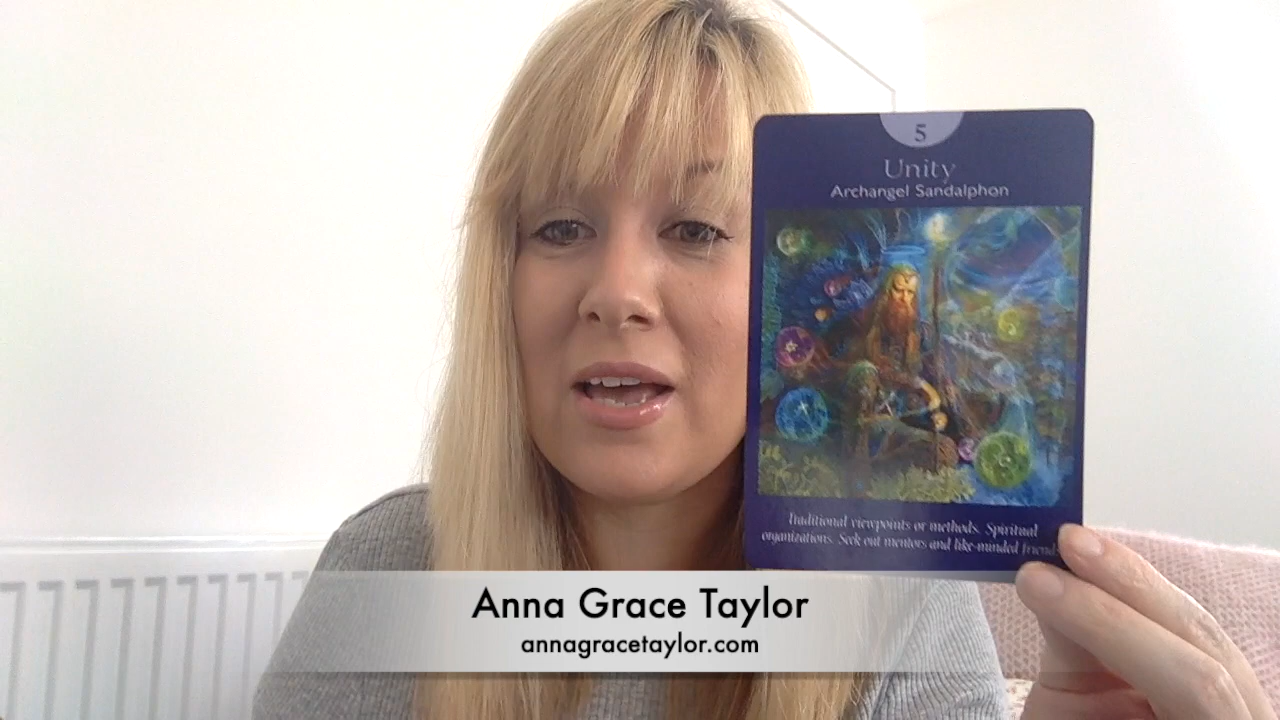 5
Unity
Archangel Sandalphon
Traditional viewpoints or methods. Spiritual
organizations. Seek out mentors and like-minded friend
Anna Grace Taylor
annagracetaylor.com